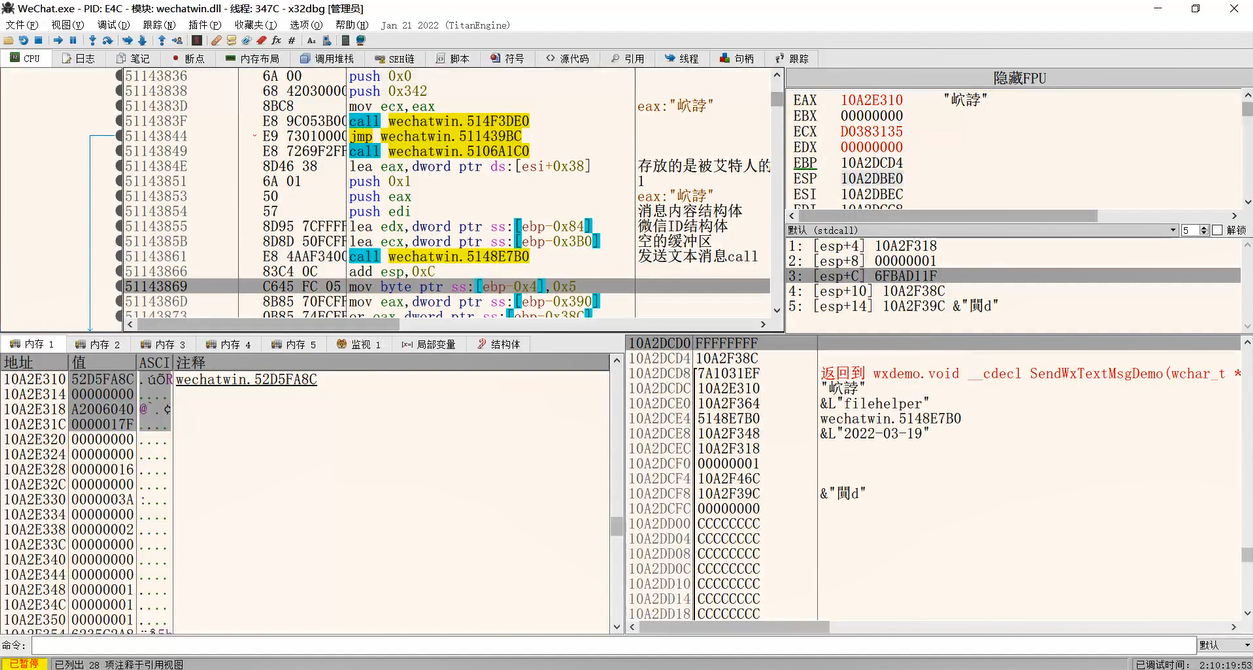 WeChat.exe - PID: E4C - 模块: wechatwin.dll - 线程: 347C - x32dbg [管理员]
文件(F) 视图(V) 调试(D) 跟踪(N) 插件(P) 收藏夹(I) 选项(O) 帮助(H) Jan 21 2022 (TitanEngine)
CPU 日志 笔记 断点 内存布局 调用堆栈 SEH链 脚本 符号 源代码 引用 线程 句柄 跟踪
51143836 6A 00 push 0x0
51143838 68 42030000 push 0x342
5114383D 8BC8 mov ecx,eax eax:"岤誟"
5114383F E8 9C053B00 call wechatwin.514F3DE0
51143844 E9 73010000 jmp wechatwin.511439BC
51143849 E8 7269F2FF call wechatwin.5106A1C0
5114384E 8D46 38 lea eax,dword ptr ds:[esi+0x38] 存放的是被艾特人的
51143851 6A 01 push 0x1 1
51143853 50 push eax eax:"岤誟"
51143854 57 push edi 消息内容结构体
51143855 8D95 7CFFFF lea edx,dword ptr ss:[ebp-0x84] 微信ID结构体
5114385B 8D8D 50FCFF lea ecx,dword ptr ss:[ebp-0x3B0] 空的缓冲区
51143861 E8 4AAF3400 call wechatwin.5148E7B0 发送文本消息call
51143866 83C4 0C add esp,0xC
51143869 C645 FC 05 mov byte ptr ss:[ebp-0x4],0x5
5114386D 8B85 70FCFF mov eax,dword ptr ss:[ebp-0x390]
51143873 0B85 74FCFF or eax,dword ptr ss:[ebp-0x38C]
隐藏FPU
EAX 10A2E310
EBX 00000000
ECX D0383135
EDX 00000000
EBP 10A2DCD4
ESP 10A2DBE0
ESI 10A2DBEC
EDI 10A2DCC8
默认 (stdcall) 5 解锁
1: [esp+4] 10A2F318
2: [esp+8] 00000001
3: [esp+C] 6FBAD11F
4: [esp+10] 10A2F38C
5: [esp+14] 10A2F39C
内存 1 内存 2 内存 3 内存 4 内存 5 监视 1 局部变量 结构体
地址 值 ASCI 注释
10A2E310 52D5FA8C .úÕR wechatwin.52D5FA8C
10A2E314 00000000 ....
10A2E318 A2006040 @`.¢
10A2E31C 0000017F ....
10A2E320 00000000 ....
10A2E324 00000000 ....
10A2E328 00000016 ....
10A2E32C 00000000 ....
10A2E330 0000003A :...
10A2E334 00000000 ....
10A2E338 00000002 ....
10A2E33C 00000000 ....
10A2E340 00000000 ....
10A2E344 00000000 ....
10A2E348 00000001 ....
10A2E34C 00000001 ....
10A2E350 00000001 ....
10A2DCD0 FFFFFFFF
10A2DCD4 10A2F38C
10A2DCD8 7A1031EF 返回到 wxdemo.void __cdecl SendWxTextMsgDemo(wchar_t *
10A2DCDC 10A2E310 "岤誟"
10A2DCE0 10A2F364 &L"filehelper"
10A2DCE4 5148E7B0 wechatwin.5148E7B0
10A2DCE8 10A2F348 &L"2022-03-19"
10A2DCEC 10A2F318
10A2DCF0 00000001
10A2DCF4 10A2F46C
10A2DCF8 10A2F39C
10A2DCFC 00000000
10A2DD00 CCCCCCCC
10A2DD04 CCCCCCCC
10A2DD08 CCCCCCCC
10A2DD0C CCCCCCCC
10A2DD10 CCCCCCCC
10A2DD14 CCCCCCCC
10A2DD18 CCCCCCCC
命令: 默认
已暂停 已列出 28 项注释于引用视图 已调试时间: 2:10:19:53